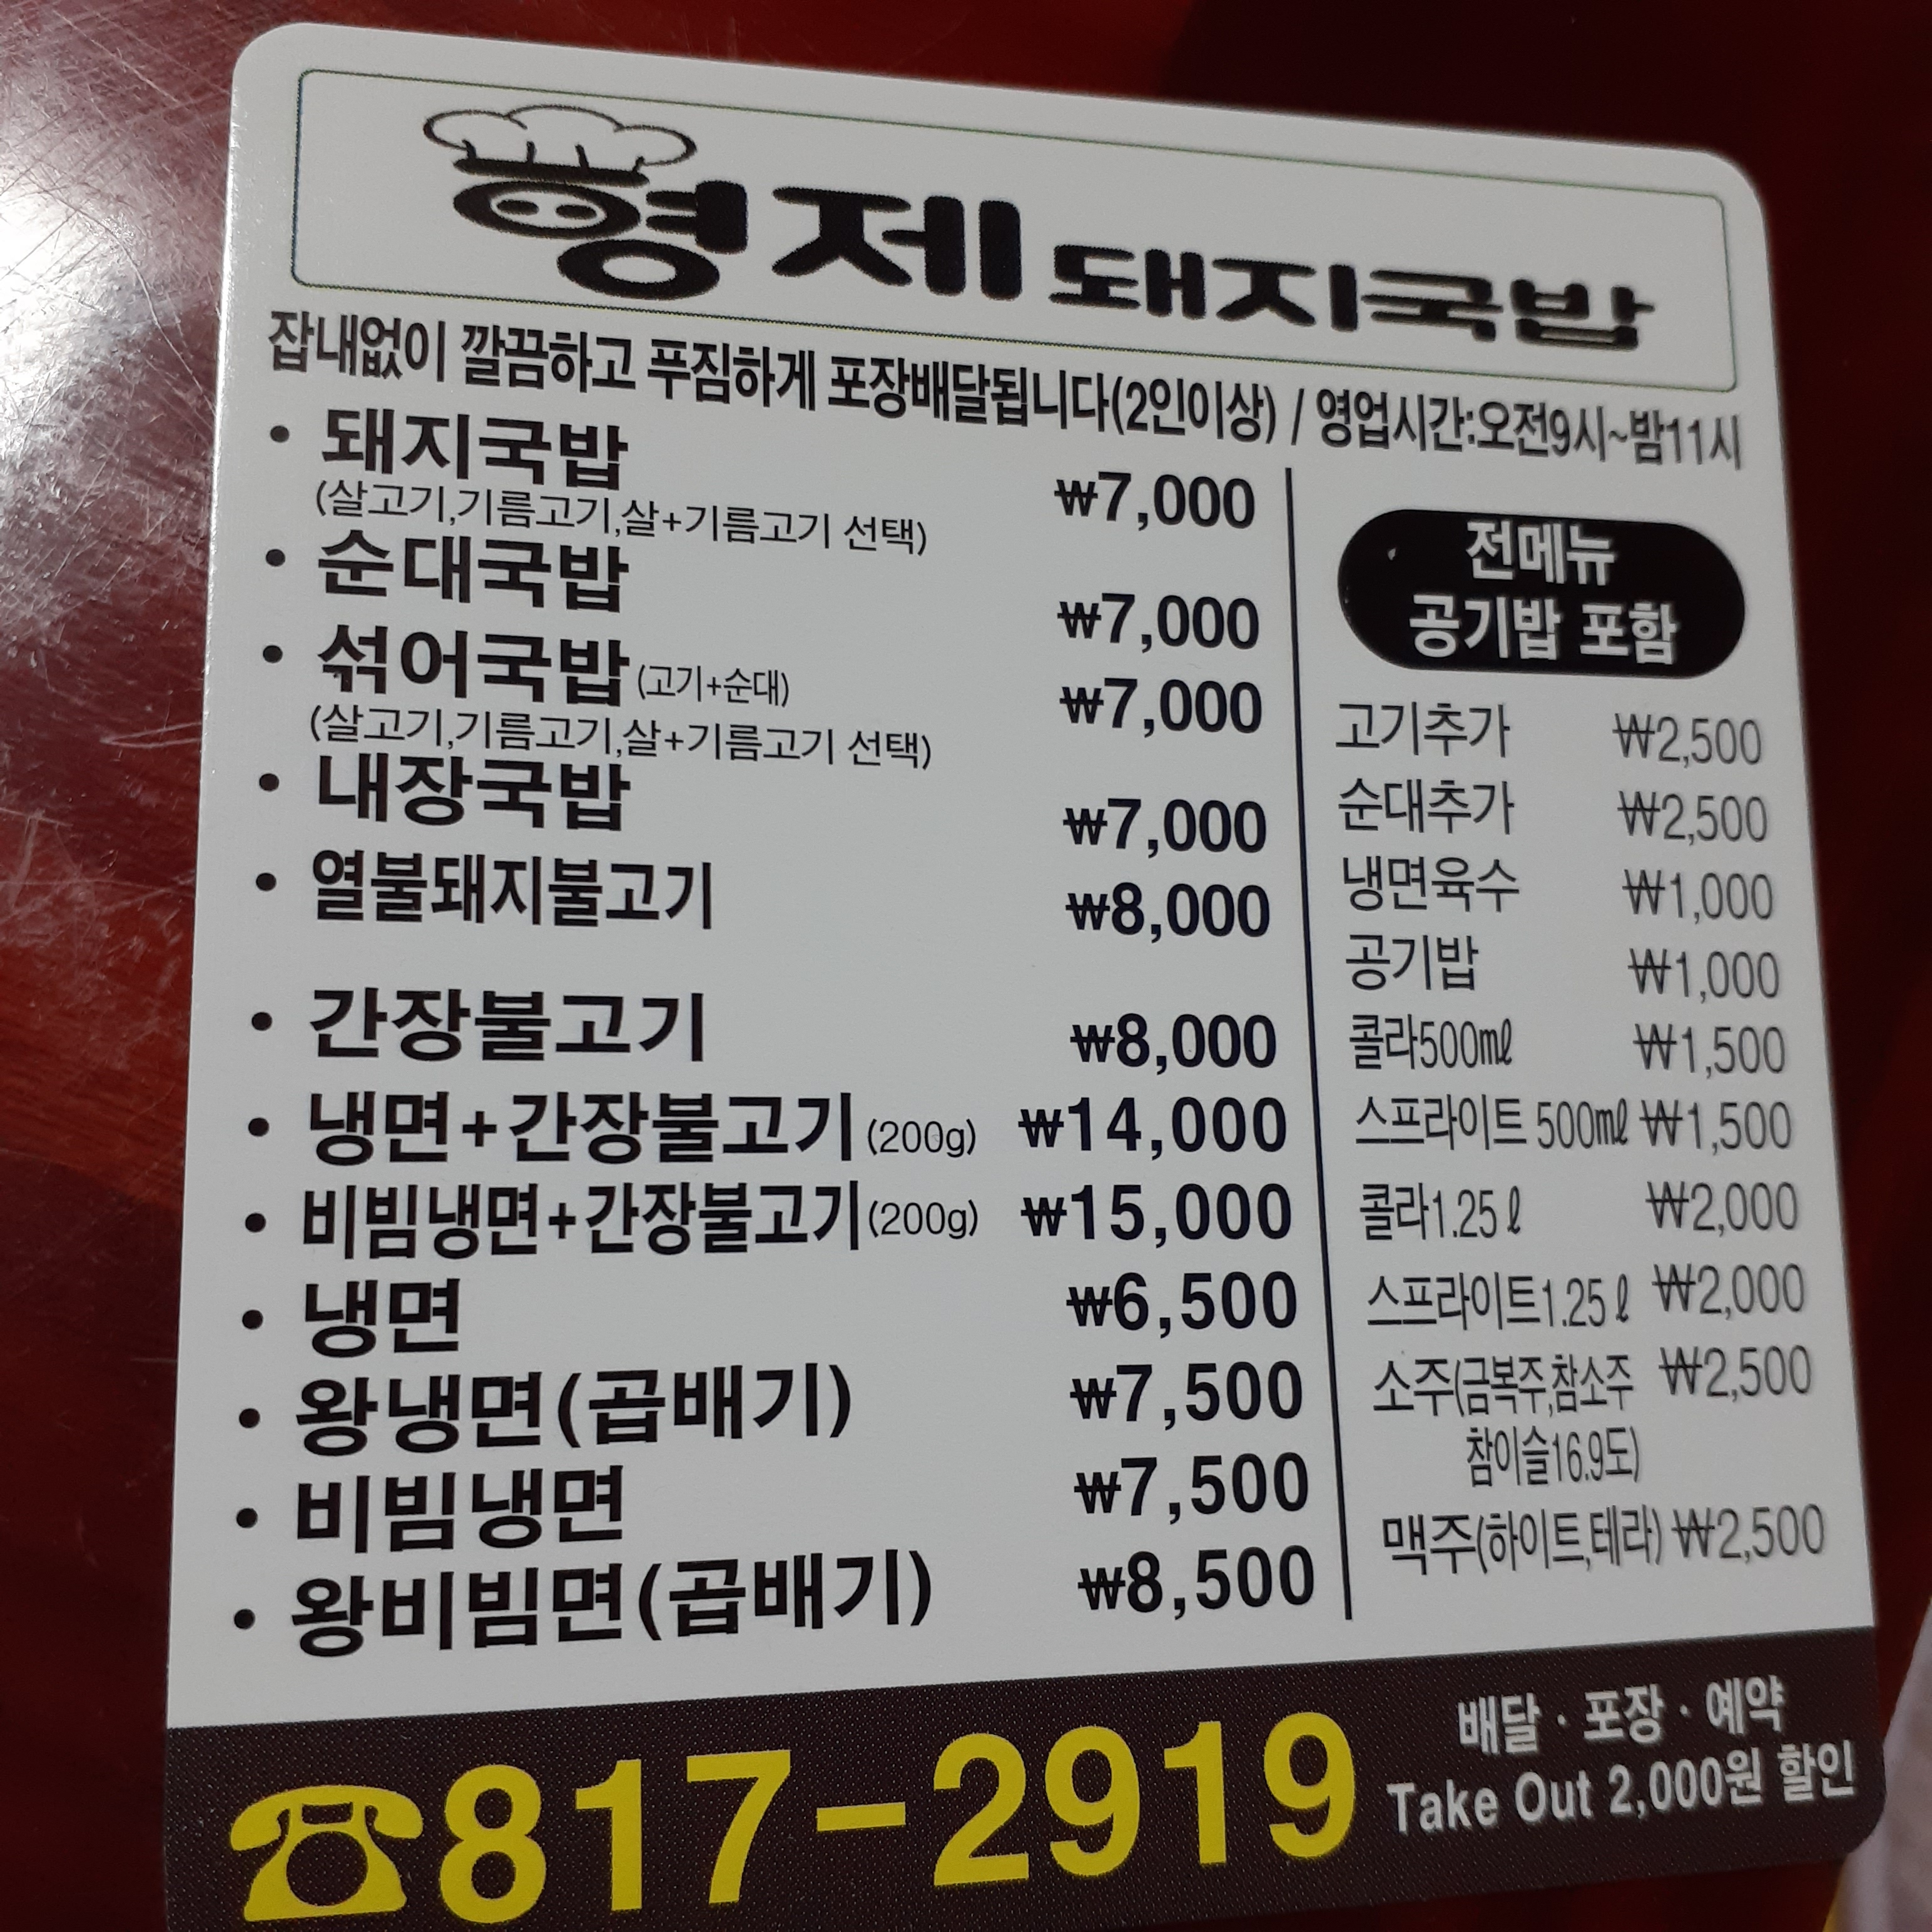 형제돼지국밥
잡내없이 깔끔하고 푸짐하게 포장배달됩니다(2인이상) / 영업시간:오전9시~밤11시
• 돼지국밥 ₩7,000
(살고기,기름고기,살+기름고기 선택)
• 순대국밥 ₩7,000
• 섞어국밥(고기+순대) ₩7,000
(살고기,기름고기,살+기름고기 선택)
• 내장국밥 ₩7,000
• 열불돼지불고기 ₩8,000
• 간장불고기 ₩8,000
• 냉면+간장불고기(200g) ₩14,000
• 비빔냉면+간장불고기(200g) ₩15,000
• 냉면 ₩6,500
• 왕냉면(곱배기) ₩7,500
• 비빔냉면 ₩7,500
• 왕비빔면(곱배기) ₩8,500
전메뉴
공기밥 포함
고기추가 ₩2,500
순대추가 ₩2,500
냉면육수 ₩1,000
공기밥 ₩1,000
콜라500㎖ ₩1,500
스프라이트 500㎖ ₩1,500
콜라1.25ℓ ₩2,000
스프라이트1.25ℓ ₩2,000
소주(금복주,참소주 ₩2,500
참이슬16.9도)
맥주(하이트,테라) ₩2,500
☎817-2919
배달 · 포장 · 예약
Take Out 2,000원 할인